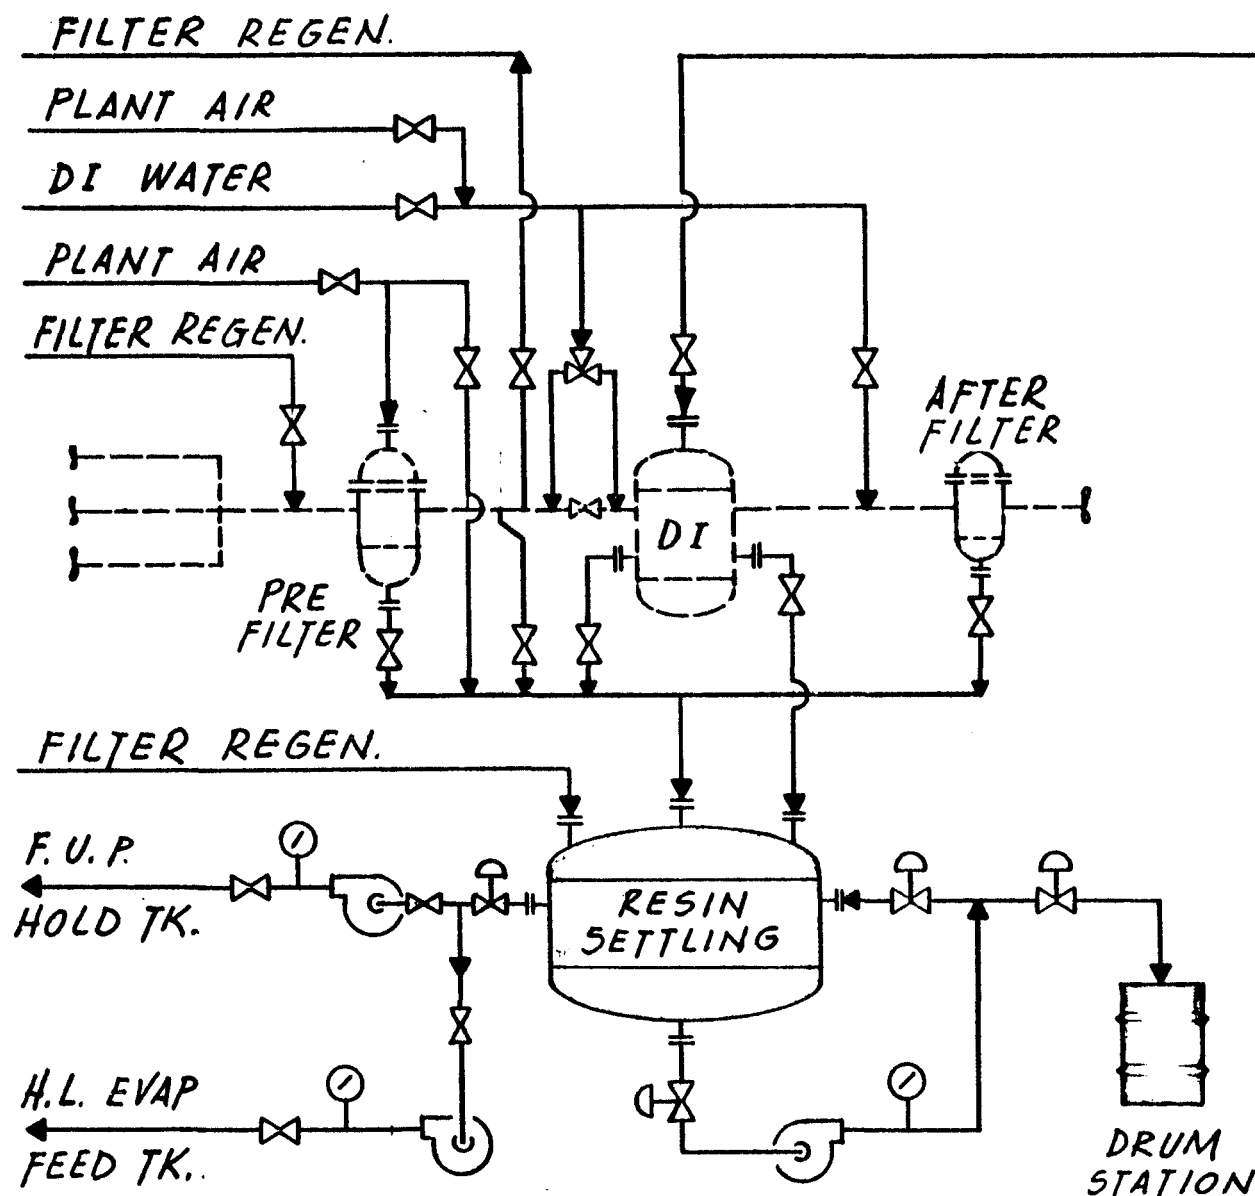 FILTER REGEN.
PLANT AIR
DI WATER
PLANT AIR
FILTER REGEN.
AFTER
FILTER
DI
PRE
FILTER
FILTER REGEN.
F.U.P.
HOLD TK.
RESIN
SETTLING
H.L. EVAP
FEED TK.
DRUM
STATION